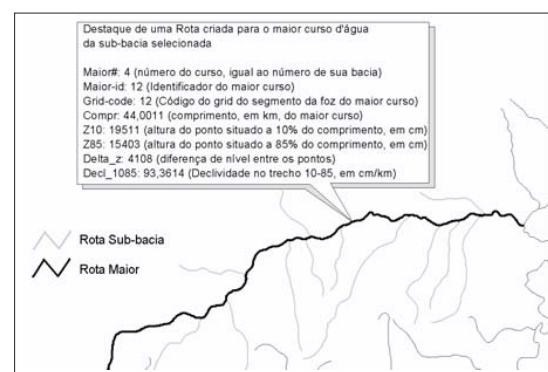 Destaque de uma Rota criada para o maior curso d'água
da sub-bacia selecionada
Maior#: 4 (número do curso, igual ao número de sua bacia)
Maior-id: 12 (Identificador do maior curso)
Grid-code: 12 (Código do grid do segmento da foz do maior curso)
Compr: 44,0011 (comprimento, em km, do maior curso)
Z10: 19511 (altura do ponto situado a 10% do comprimento, em cm)
Z85: 15403 (altura do ponto situado a 85% do comprimento, em cm)
Delta_z: 4108 (diferença de nível entre os pontos)
Decl_1085: 93,3614 (Declividade no trecho 10-85, em cm/km)
Rota Sub-bacia
Rota Maior